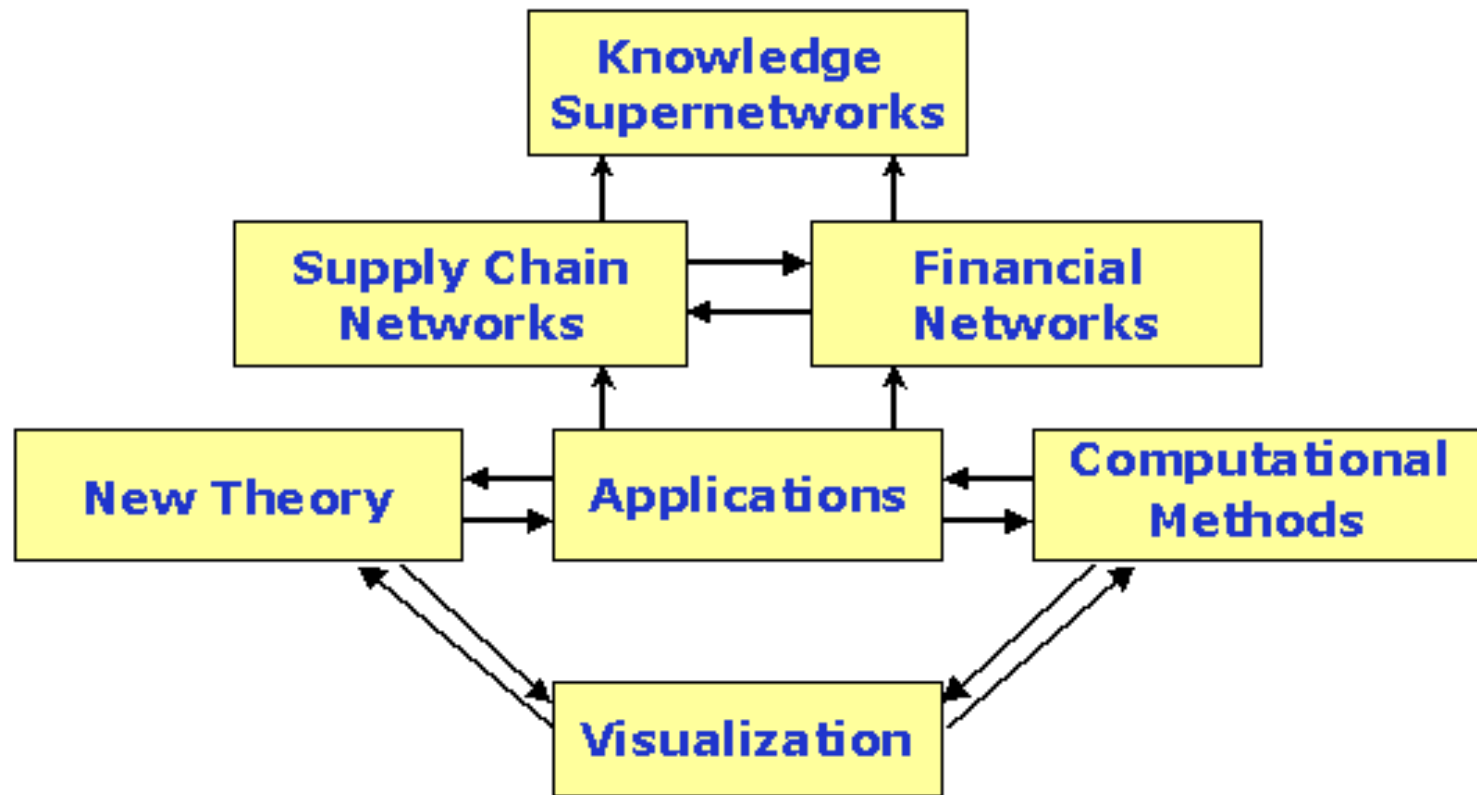 Knowledge
Supernetworks
Supply Chain
Networks
Financial
Networks
New Theory
Applications
Computational
Methods
Visualization